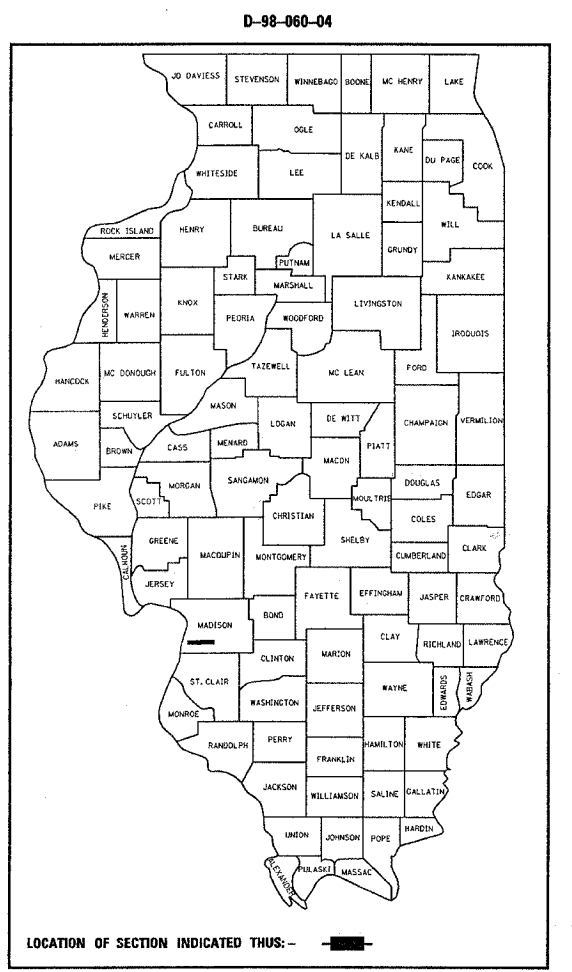 D-98-060-04
JO DAVIESS STEVENSON WINNEBAGO BOONE MC HENRY LAKE
CARROLL OGLE
DE KALB KANE DU PAGE COOK
WHITESIDE LEE
KENDALL
ROCK ISLAND HENRY BUREAU LA SALLE WILL
MERCER PUTNAM GRUNDY
STARK KANKAKEE
MARSHALL
HENDERSON WARREN KNOX PEORIA WOODFORD LIVINGSTON IROQUOIS
HANCOCK MC DONOUGH FULTON TAZEWELL MC LEAN FORD
MASON
SCHUYLER LOGAN DE WITT CHAMPAIGN VERMILION
ADAMS BROWN CASS MENARD PIATT
MACON
SANGAMON DOUGLAS
PIKE SCOTT MORGAN MOULTRIE EDGAR
CHRISTIAN COLES
GREENE SHELBY CLARK
CALHOUN MACOUPIN MONTGOMERY CUMBERLAND
JERSEY FAYETTE EFFINGHAM JASPER CRAWFORD
MADISON BOND CLAY
RICHLAND LAWRENCE
CLINTON MARION
ST. CLAIR WAYNE EDWARDS WABASH
WASHINGTON JEFFERSON
MONROE
RANDOLPH PERRY HAMILTON WHITE
FRANKLIN
JACKSON WILLIAMSON SALINE GALLATIN
HARDIN
UNION JOHNSON POPE
ALEXANDER PULASKI MASSAC
LOCATION OF SECTION INDICATED THUS: -